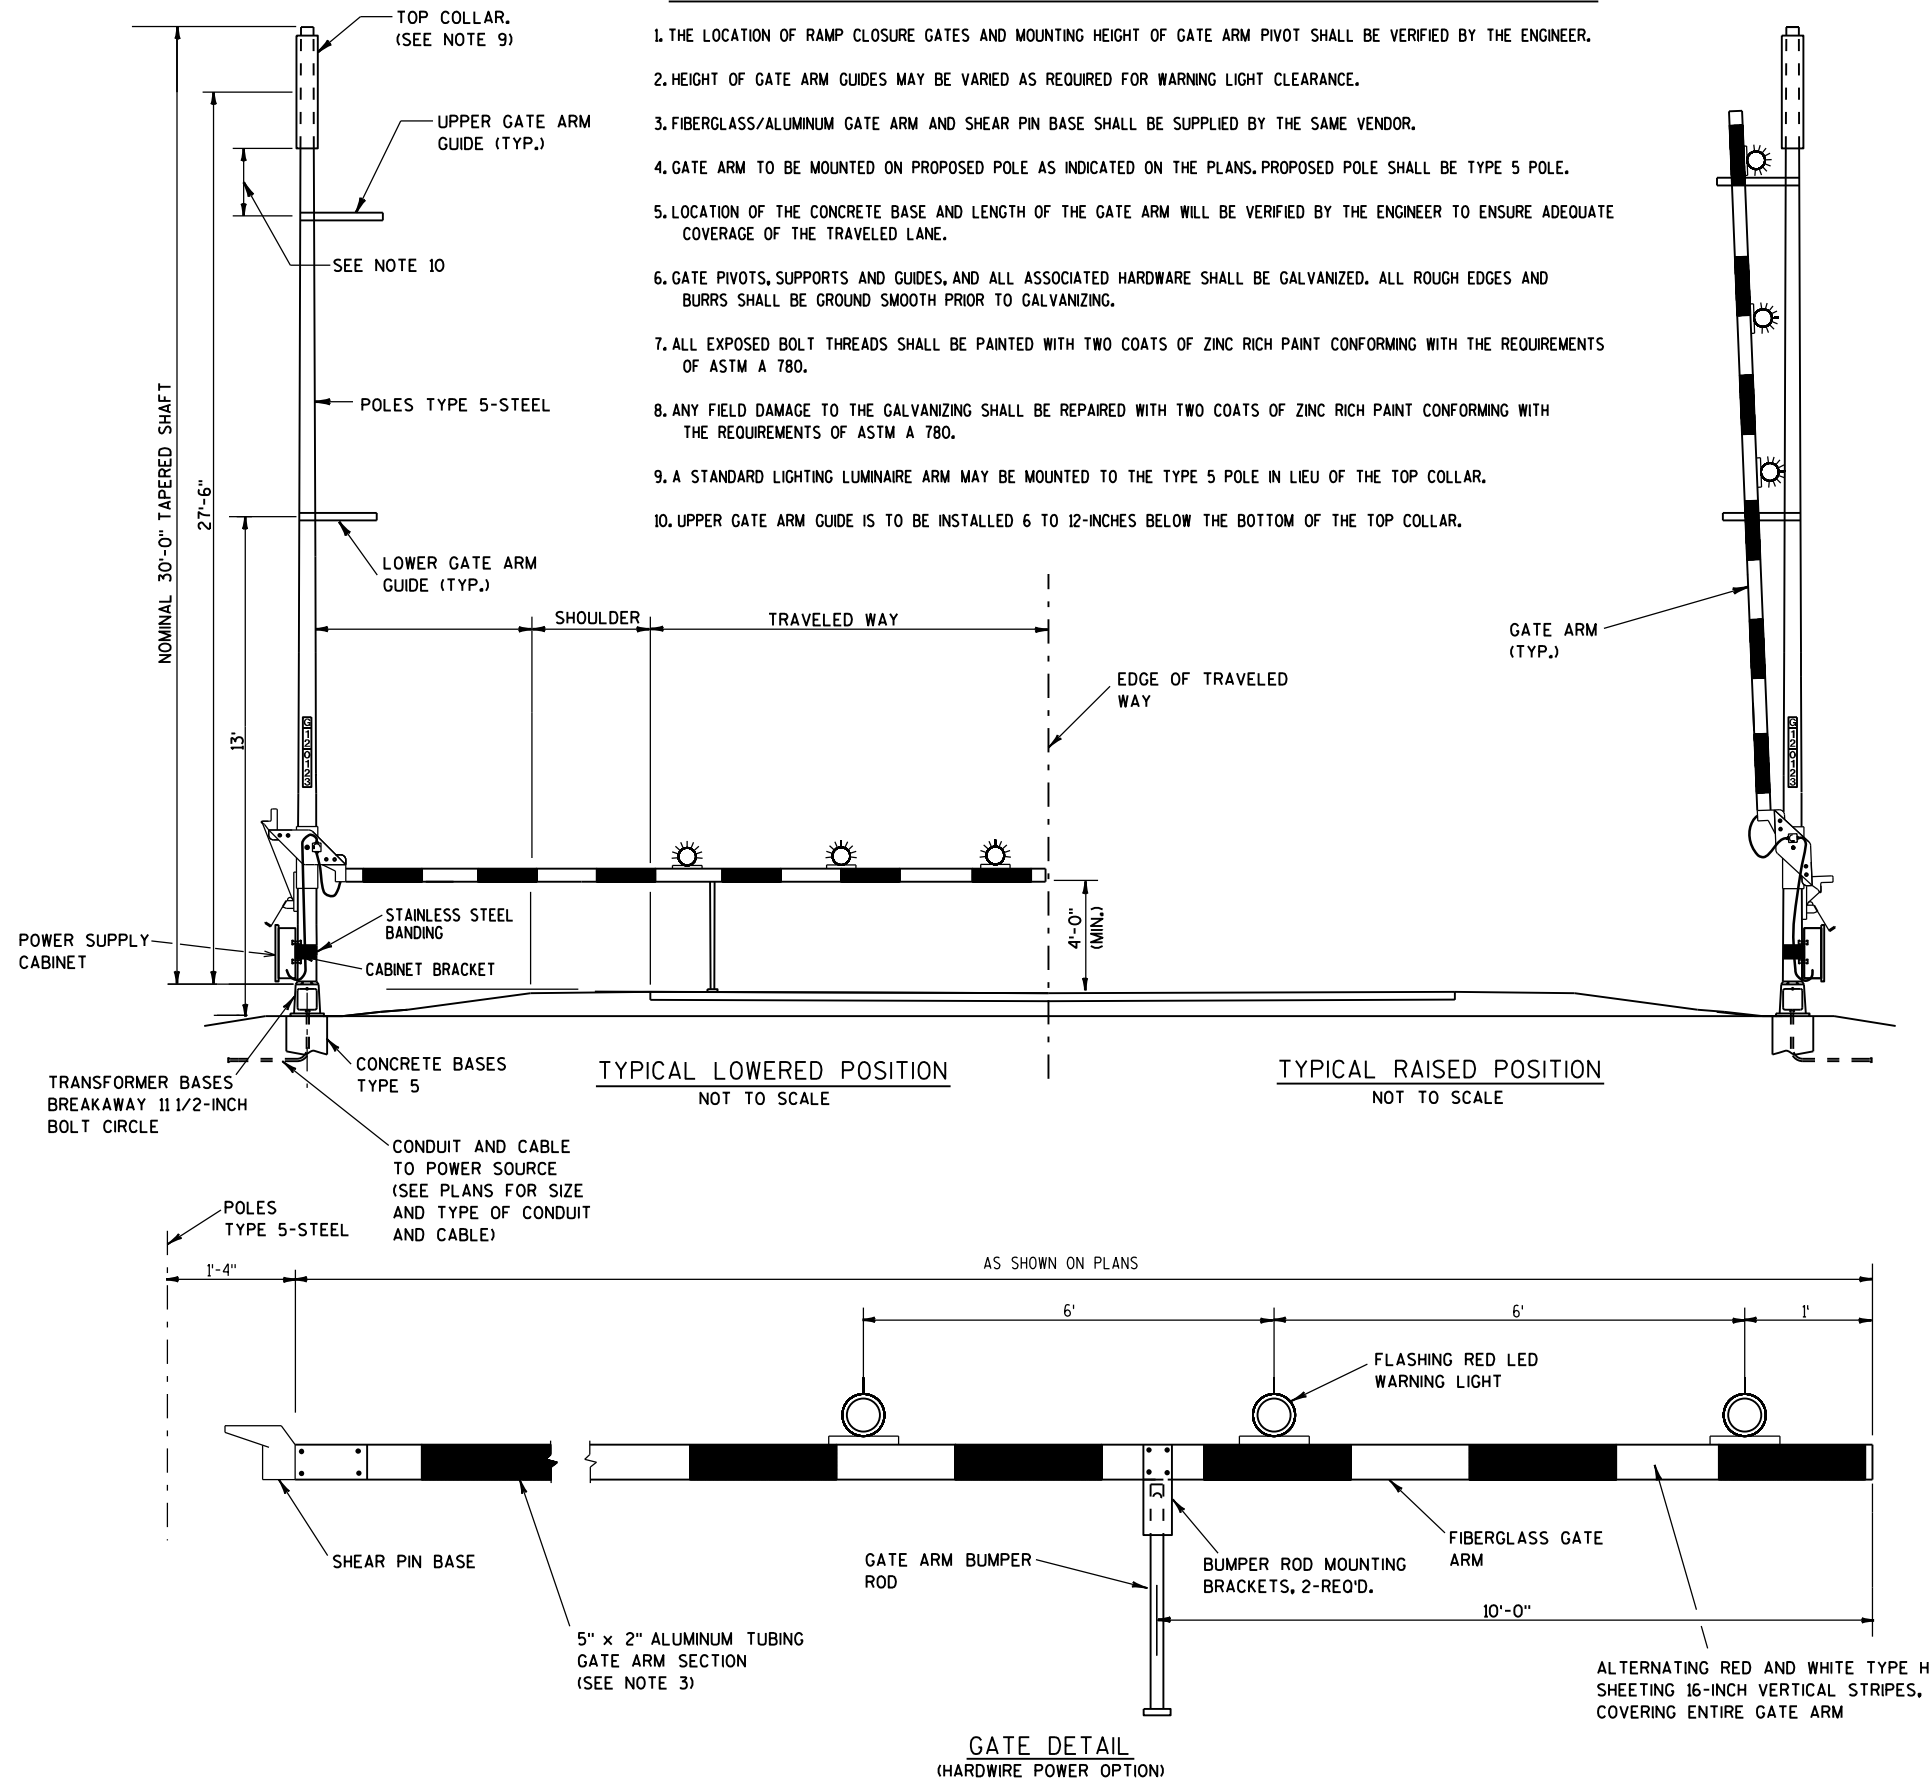 TOP COLLAR.
(SEE NOTE 9)
UPPER GATE ARM
GUIDE (TYP.)
SEE NOTE 10
NOMINAL 30'-0" TAPERED SHAFT
27'-6"
POLES TYPE 5-STEEL
LOWER GATE ARM
GUIDE (TYP.)
13'
1. THE LOCATION OF RAMP CLOSURE GATES AND MOUNTING HEIGHT OF GATE ARM PIVOT SHALL BE VERIFIED BY THE ENGINEER.
2. HEIGHT OF GATE ARM GUIDES MAY BE VARIED AS REQUIRED FOR WARNING LIGHT CLEARANCE.
3. FIBERGLASS/ALUMINUM GATE ARM AND SHEAR PIN BASE SHALL BE SUPPLIED BY THE SAME VENDOR.
4. GATE ARM TO BE MOUNTED ON PROPOSED POLE AS INDICATED ON THE PLANS. PROPOSED POLE SHALL BE TYPE 5 POLE.
5. LOCATION OF THE CONCRETE BASE AND LENGTH OF THE GATE ARM WILL BE VERIFIED BY THE ENGINEER TO ENSURE ADEQUATE
COVERAGE OF THE TRAVELED LANE.
6. GATE PIVOTS, SUPPORTS AND GUIDES, AND ALL ASSOCIATED HARDWARE SHALL BE GALVANIZED. ALL ROUGH EDGES AND
BURRS SHALL BE GROUND SMOOTH PRIOR TO GALVANIZING.
7. ALL EXPOSED BOLT THREADS SHALL BE PAINTED WITH TWO COATS OF ZINC RICH PAINT CONFORMING WITH THE REQUIREMENTS
OF ASTM A 780.
8. ANY FIELD DAMAGE TO THE GALVANIZING SHALL BE REPAIRED WITH TWO COATS OF ZINC RICH PAINT CONFORMING WITH
THE REQUIREMENTS OF ASTM A 780.
9. A STANDARD LIGHTING LUMINAIRE ARM MAY BE MOUNTED TO THE TYPE 5 POLE IN LIEU OF THE TOP COLLAR.
10. UPPER GATE ARM GUIDE IS TO BE INSTALLED 6 TO 12-INCHES BELOW THE BOTTOM OF THE TOP COLLAR.
SHOULDER
TRAVELED WAY
EDGE OF TRAVELED
WAY
GATE ARM
(TYP.)
G120123
G120123
4'-0"
(MIN.)
STAINLESS STEEL
BANDING
CABINET BRACKET
POWER SUPPLY
CABINET
CONCRETE BASES
TYPE 5
TRANSFORMER BASES
BREAKAWAY 11 1/2-INCH
BOLT CIRCLE
TYPICAL LOWERED POSITION
NOT TO SCALE
TYPICAL RAISED POSITION
NOT TO SCALE
CONDUIT AND CABLE
TO POWER SOURCE
(SEE PLANS FOR SIZE
AND TYPE OF CONDUIT
AND CABLE)
POLES
TYPE 5-STEEL
1'-4"
AS SHOWN ON PLANS
6'
6'
1'
FLASHING RED LED
WARNING LIGHT
SHEAR PIN BASE
5" x 2" ALUMINUM TUBING
GATE ARM SECTION
(SEE NOTE 3)
GATE ARM BUMPER
ROD
BUMPER ROD MOUNTING
BRACKETS, 2-REQ'D.
FIBERGLASS GATE
ARM
10'-0"
ALTERNATING RED AND WHITE TYPE H
SHEETING 16-INCH VERTICAL STRIPES,
COVERING ENTIRE GATE ARM
GATE DETAIL
(HARDWIRE POWER OPTION)